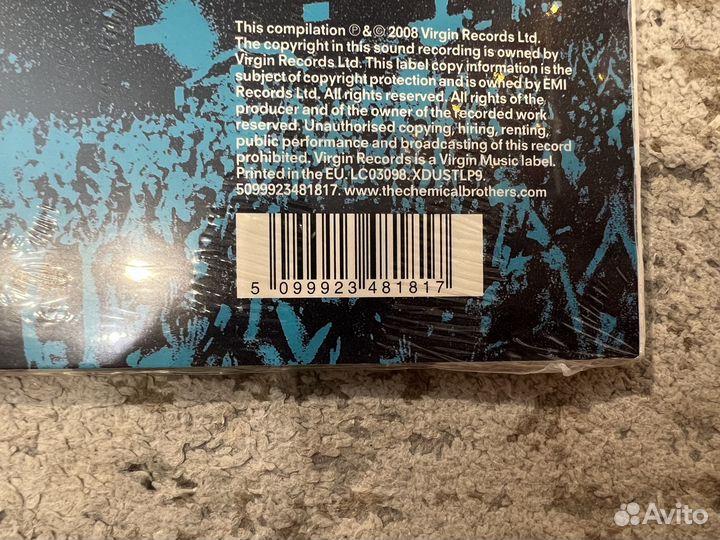 This compilation ℗ & © 2008 Virgin Records Ltd.
The copyright in this sound recording is owned by
Virgin Records Ltd. This label copy information is the
subject of copyright protection and is owned by EMI
Records Ltd. All rights reserved. All rights of the
producer and of the owner of the recorded work
reserved. Unauthorised copying, hiring, renting,
public performance and broadcasting of this record
prohibited. Virgin Records is a Virgin Music label.
Printed in the EU. LC03098. XDUSTLP9.
5099923481817. www.thechemicalbrothers.com
5 099923 481817
Avito